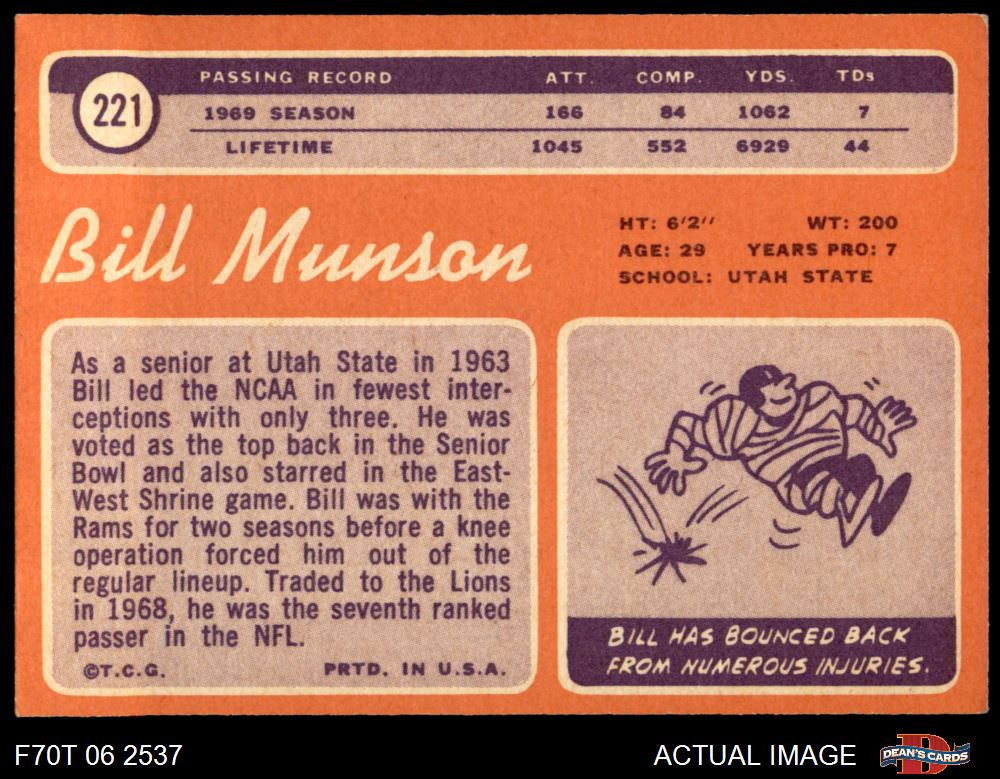 221
PASSING RECORD ATT. COMP. YDS. TDs
1969 SEASON 166 84 1062 7
LIFETIME 1045 552 6929 44
Bill Munson
HT: 6'2" WT: 200
AGE: 29 YEARS PRO: 7
SCHOOL: UTAH STATE
As a senior at Utah State in 1963
Bill led the NCAA in fewest inter-
ceptions with only three. He was
voted as the top back in the Senior
Bowl and also starred in the East-
West Shrine game. Bill was with the
Rams for two seasons before a knee
operation forced him out of the
regular lineup. Traded to the Lions
in 1968, he was the seventh ranked
passer in the NFL.
©T.C.G. PRTD. IN U.S.A.
BILL HAS BOUNCED BACK
FROM NUMEROUS INJURIES.
F70T 06 2537 ACTUAL IMAGE
D
DEAN'S CARDS